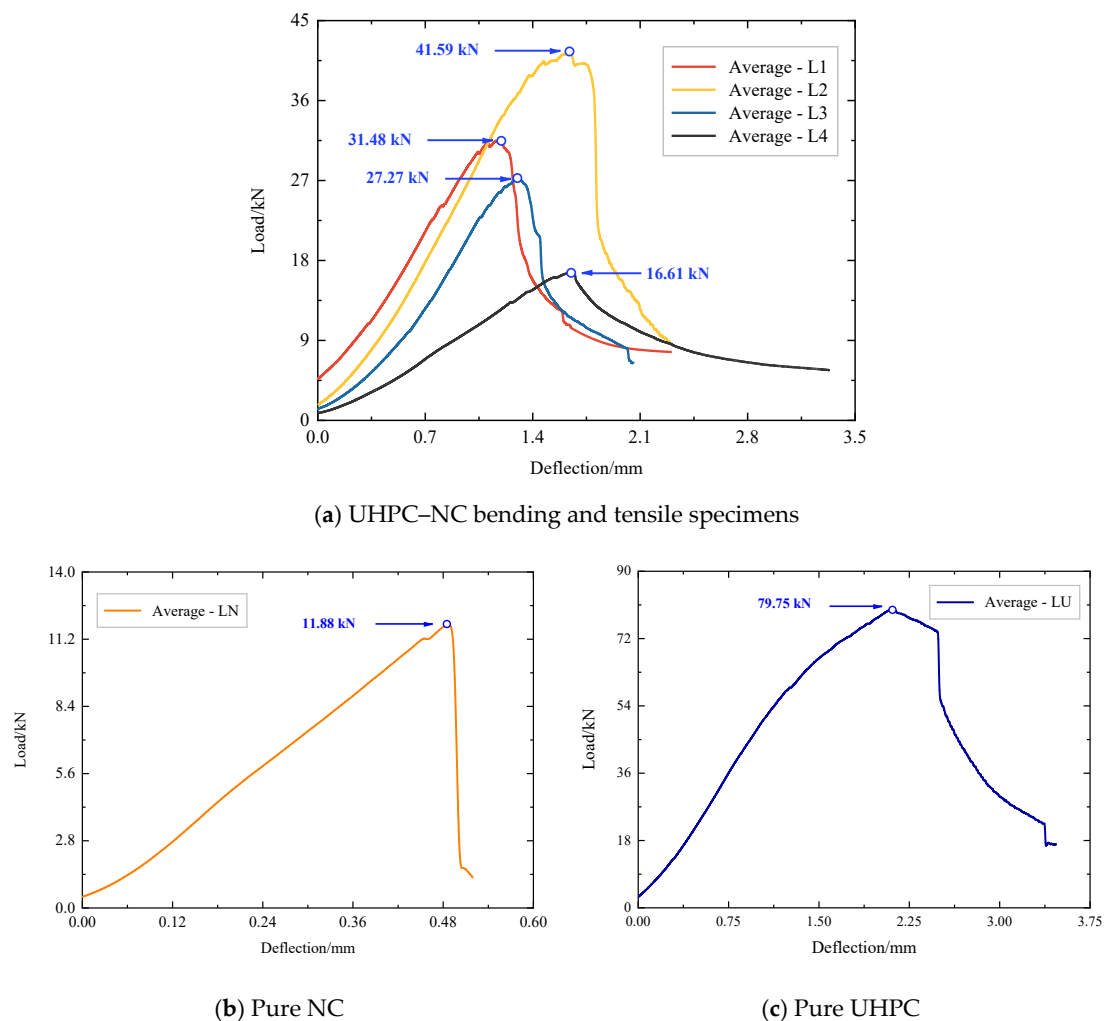 45
36
27
18
9
0
Load/kN
41.59 kN
31.48 kN
27.27 kN
16.61 kN
Average - L1
Average - L2
Average - L3
Average - L4
0.0 0.7 1.4 2.1 2.8 3.5
Deflection/mm
(a) UHPC–NC bending and tensile specimens
14.0
11.2
8.4
5.6
2.8
0.0
Load/kN
Average - LN
11.88 kN
0.00 0.12 0.24 0.36 0.48 0.60
Deflection/mm
(b) Pure NC
90
72
54
36
18
0
Load/kN
79.75 kN
Average - LU
0.00 0.75 1.50 2.25 3.00 3.75
Deflection/mm
(c) Pure UHPC